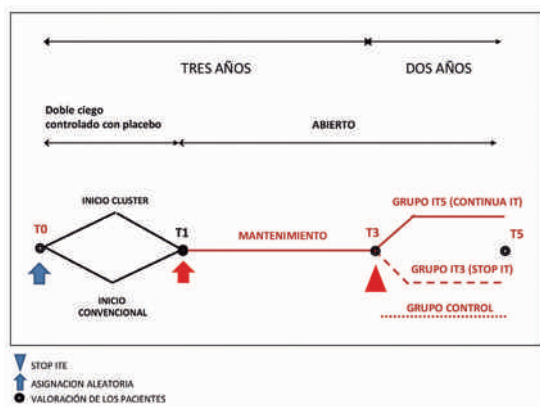 TRES AÑOS
DOS AÑOS
Doble ciego
controlado con placebo
ABIERTO
INICIO CLUSTER
T0
T1
MANTENIMIENTO
T3
GRUPO IT5 (CONTINUA IT)
T5
GRUPO IT3 (STOP IT)
INICIO
CONVENCIONAL
GRUPO CONTROL
STOP ITE
ASIGNACION ALEATORIA
VALORACIÓN DE LOS PACIENTES